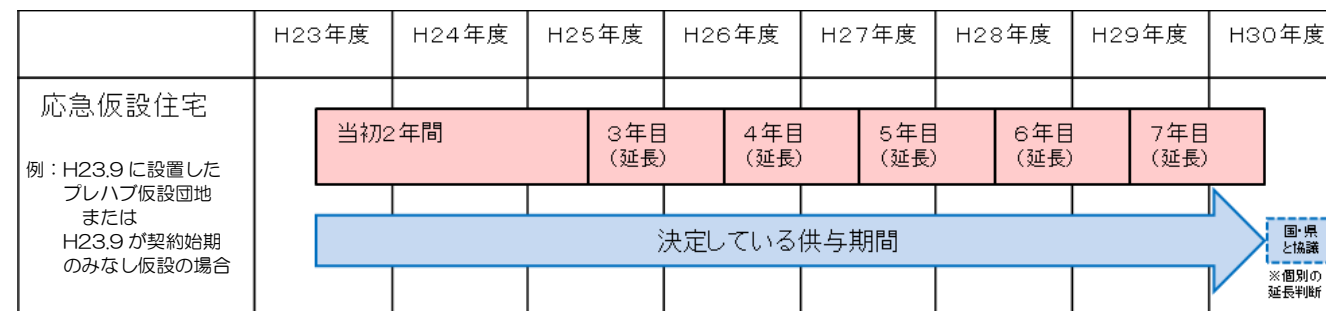 H23年度 H24年度 H25年度 H26年度 H27年度 H28年度 H29年度 H30年度
応急仮設住宅
例：H23.9に設置した
プレハブ仮設団地
または
H23.9が契約始期
のみなし仮設の場合
当初2年間 3年目 4年目 5年目 6年目 7年目
(延長) (延長) (延長) (延長) (延長)
決定している供与期間
国・県
と協議
※個別の
延長判断